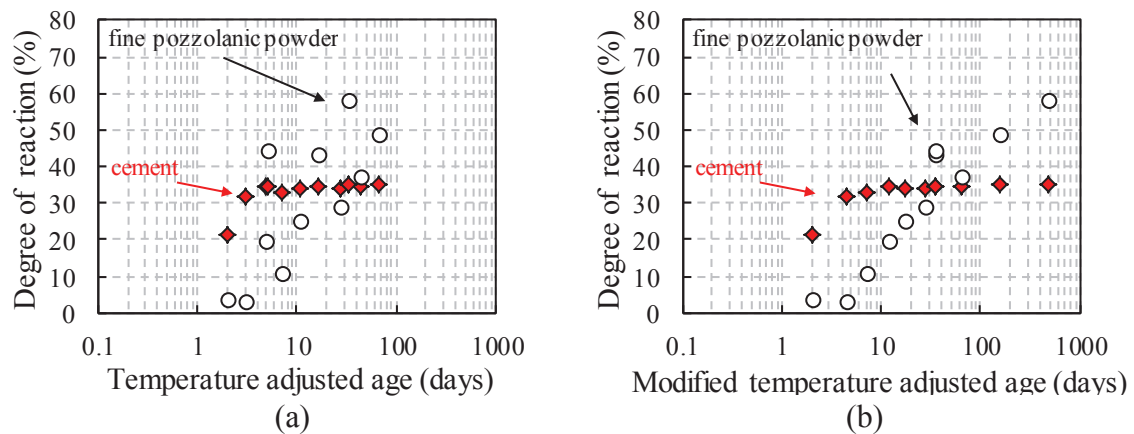 80
70
60
50
40
30
20
10
0
Degree of reaction (%)
fine pozzolanic powder
cement
0.1 1 10 100 1000
Temperature adjusted age (days)
(a)
80
70
60
50
40
30
20
10
0
Degree of reaction (%)
fine pozzolanic powder
cement
0.1 1 10 100 1000
Modified temperature adjusted age (days)
(b)